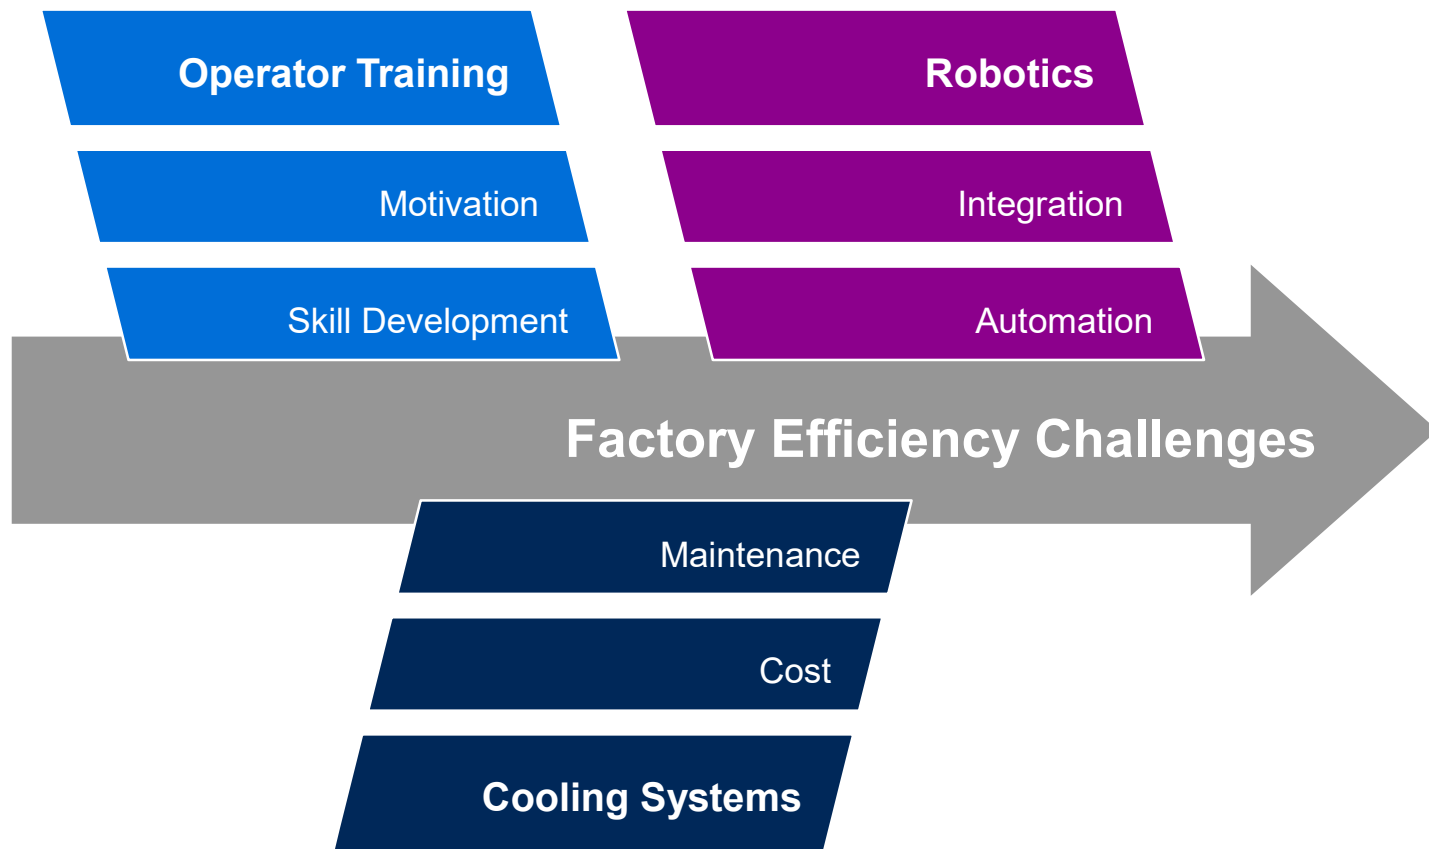 Operator Training
Motivation
Skill Development
Robotics
Integration
Automation
Factory Efficiency Challenges
Maintenance
Cost
Cooling Systems